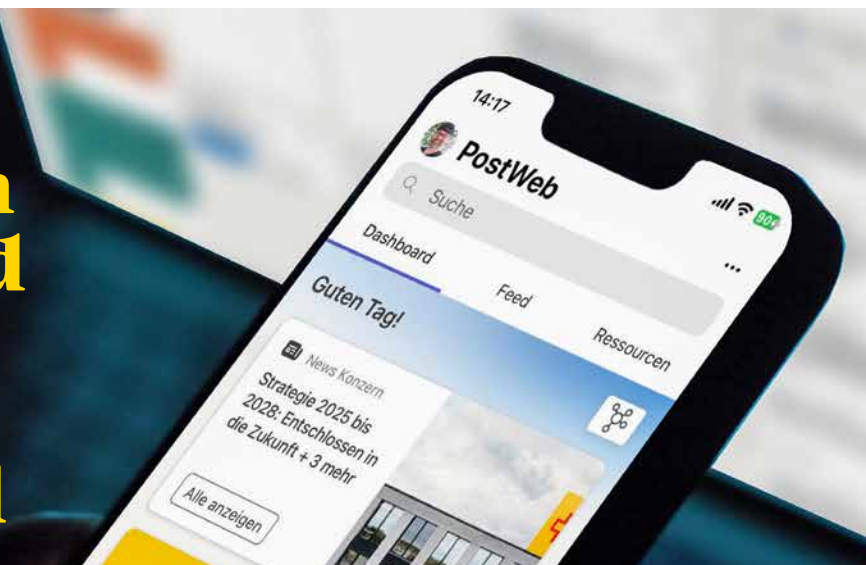 n
d
d
14:17
90
PostWeb
Suche
Dashboard
Feed
Ressourcen
Guten Tag!
News Konzern
Strategie 2025 bis
2028: Entschlossen in
die Zukunft + 3 mehr
Alle anzeigen